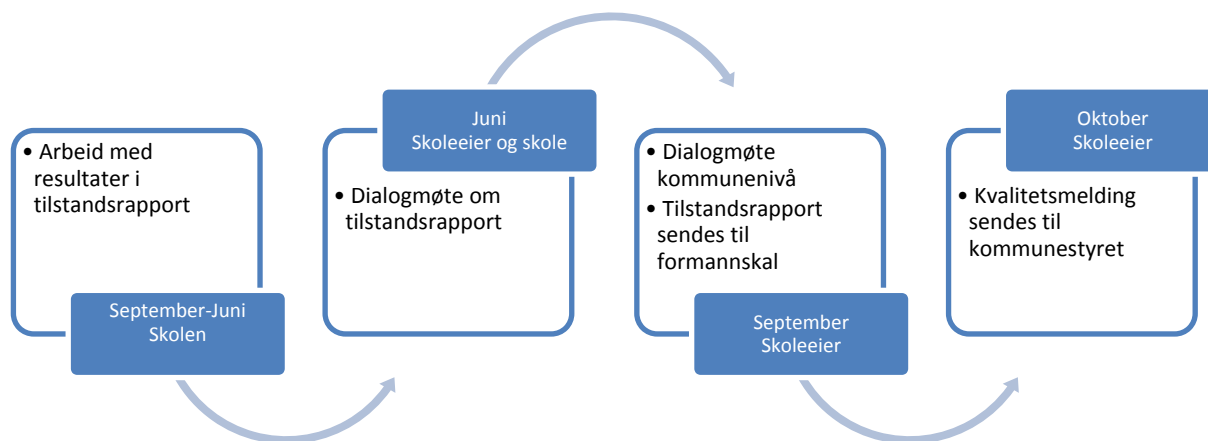 • Arbeid med
resultater i
tilstandsrapport
September-Juni
Skolen
Juni
Skoleeier og skole
• Dialogmøte om
tilstandsrapport
• Dialogmøte
kommunenivå
• Tilstandsrapport
sendes til
formannskal
September
Skoleeier
Oktober
Skoleeier
• Kvalitetsmelding
sendes til
kommunestyret